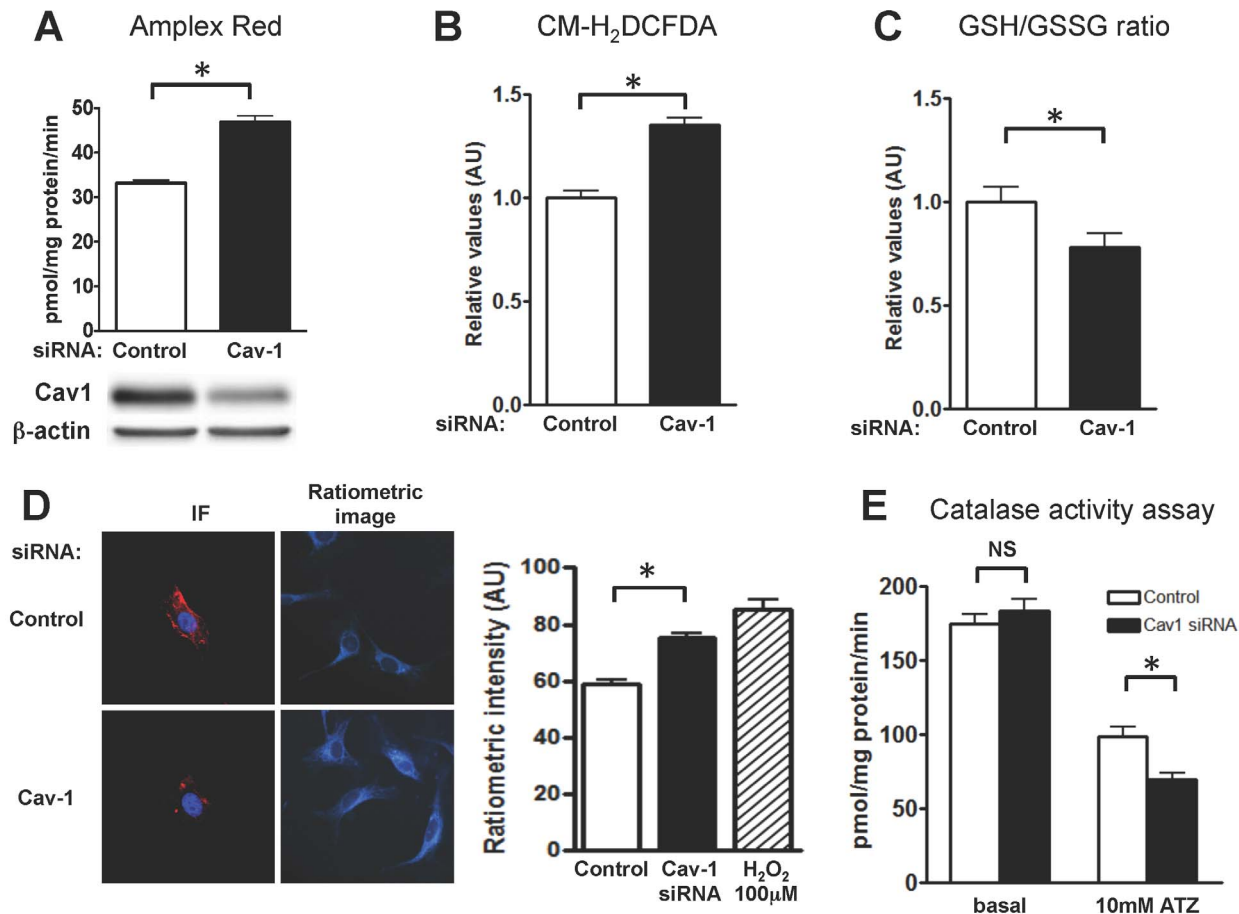 A Amplex Red
*
pmol/mg protein/min
50
40
30
20
10
0
siRNA: Control Cav-1
Cav1
β-actin
B CM-H₂DCFDA
*
Relative values (AU)
1.5
1.0
0.5
0.0
siRNA: Control Cav-1
C GSH/GSSG ratio
*
Relative values (AU)
1.5
1.0
0.5
0.0
siRNA: Control Cav-1
D
IF
Ratiometric
image
siRNA:
Control
Cav-1
*
Ratiometric intensity (AU)
100
80
60
40
20
0
Control Cav-1 H₂O₂
siRNA 100μM
E Catalase activity assay
NS
*
Control
Cav1 siRNA
pmol/mg protein/min
200
150
100
50
0
basal 10mM ATZ